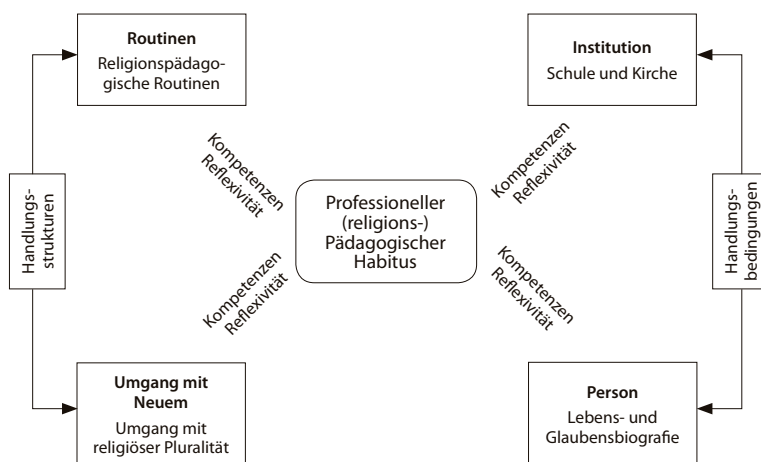 Routinen
Religionspädago-
gische Routinen
Institution
Schule und Kirche
Kompetenzen
Reflexivität
Kompetenzen
Reflexivität
Handlungs-
strukturen
Professioneller
(religions-)
Pädagogischer
Habitus
Handlungs-
bedingungen
Kompetenzen
Reflexivität
Kompetenzen
Reflexivität
Umgang mit
Neuem
Umgang mit
religiöser Pluralität
Person
Lebens- und
Glaubensbiografie